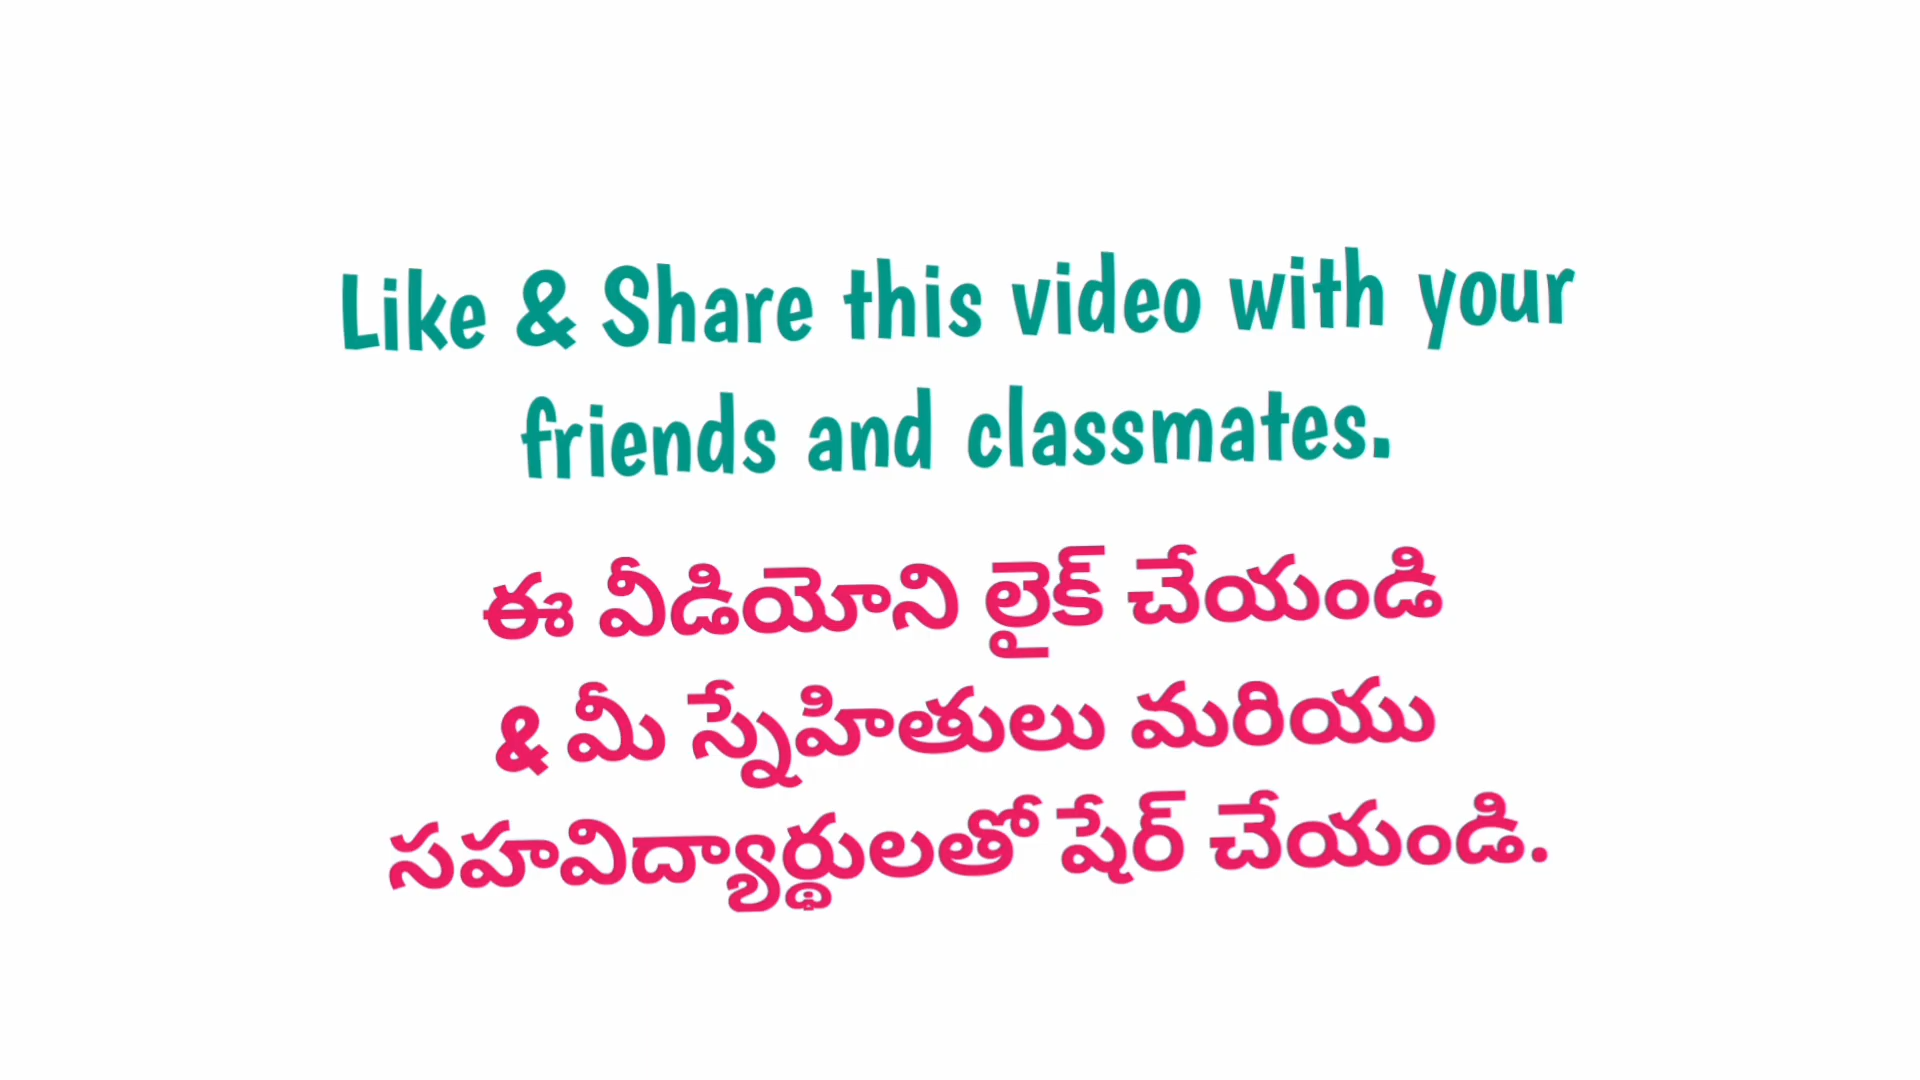 Like & Share this video with your
friends and classmates.
ఈ వీడియోని లైక్ చేయండి
& మీ స్నేహితులు మరియు
సహవిద్యార్థులతో షేర్ చేయండి.